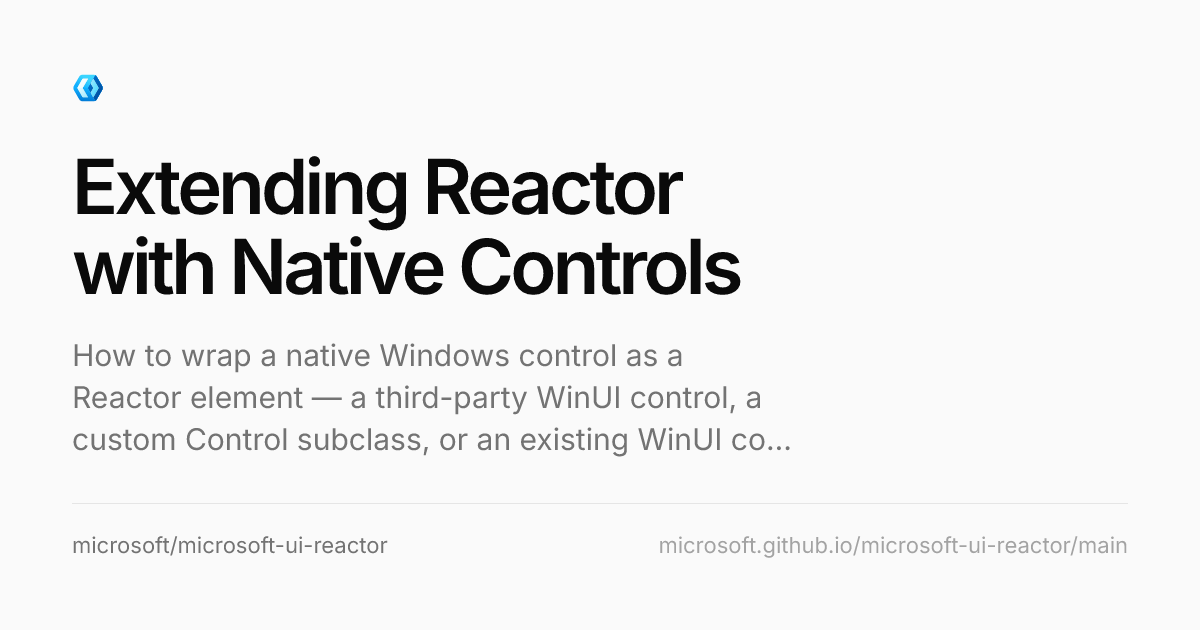 Extending Reactor
with Native Controls
How to wrap a native Windows control as a
Reactor element — a third-party WinUI control, a
custom Control subclass, or an existing WinUI co...
microsoft/microsoft-ui-reactor
microsoft.github.io/microsoft-ui-reactor/main